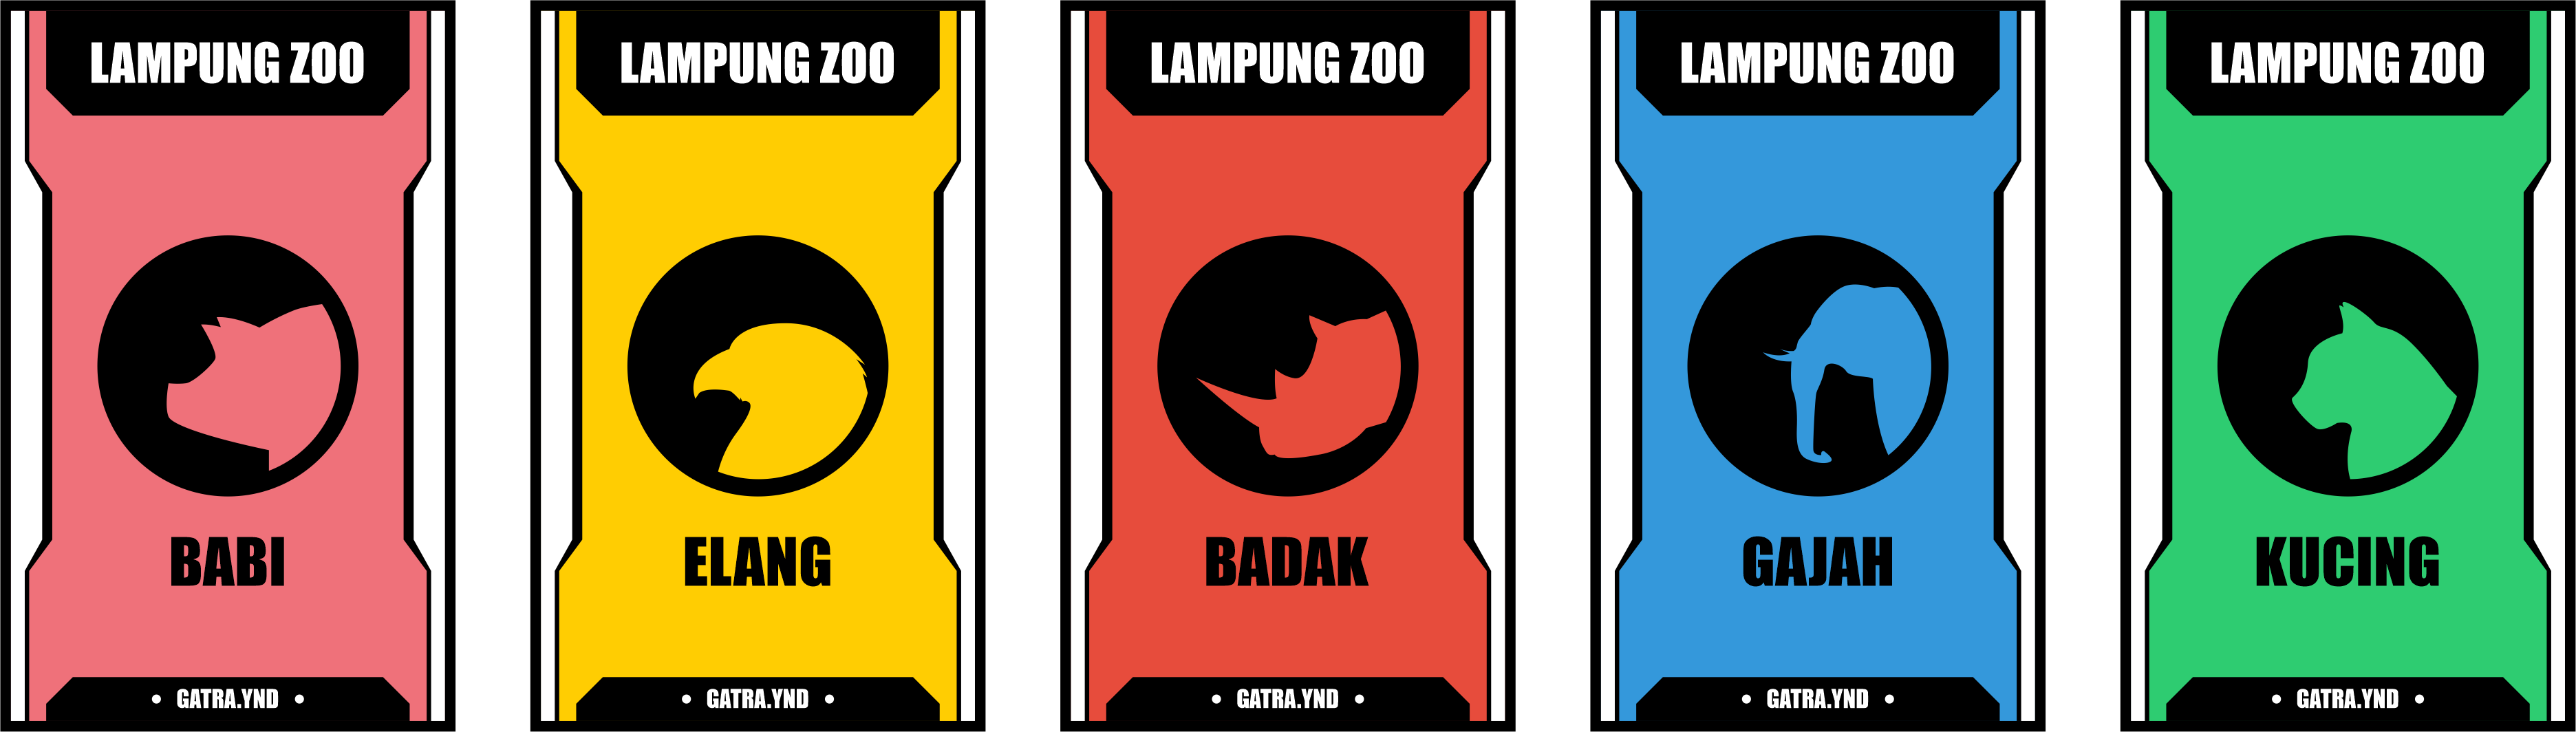 LAMPUNG ZOO
BABI
• GATRA.YND •
LAMPUNG ZOO
ELANG
• GATRA.YND •
LAMPUNG ZOO
BADAK
• GATRA.YND •
LAMPUNG ZOO
GAJAH
• GATRA.YND •
LAMPUNG ZOO
KUCING
• GATRA.YND •